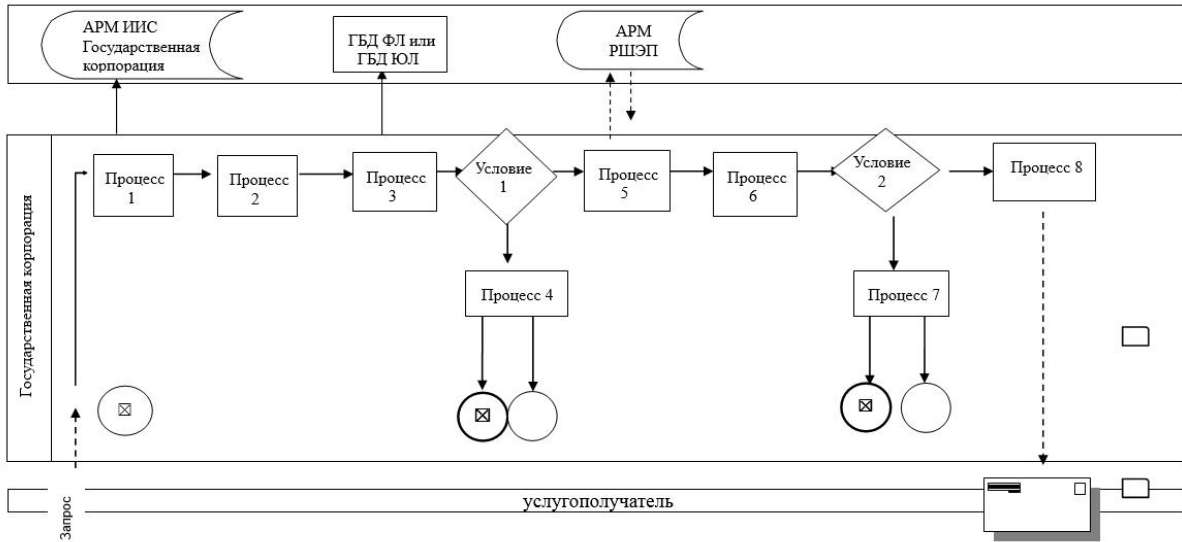 АРМ ИИС
Государственная
корпорация
ГБД ФЛ или
ГБД ЮЛ
АРМ
РШЭП
Государственная корпорация
Процесс
1
Процесс
2
Процесс
3
Условие
1
Процесс
5
Процесс
6
Условие
2
Процесс 8
Процесс 4
Процесс 7
Запрос
услугополучатель